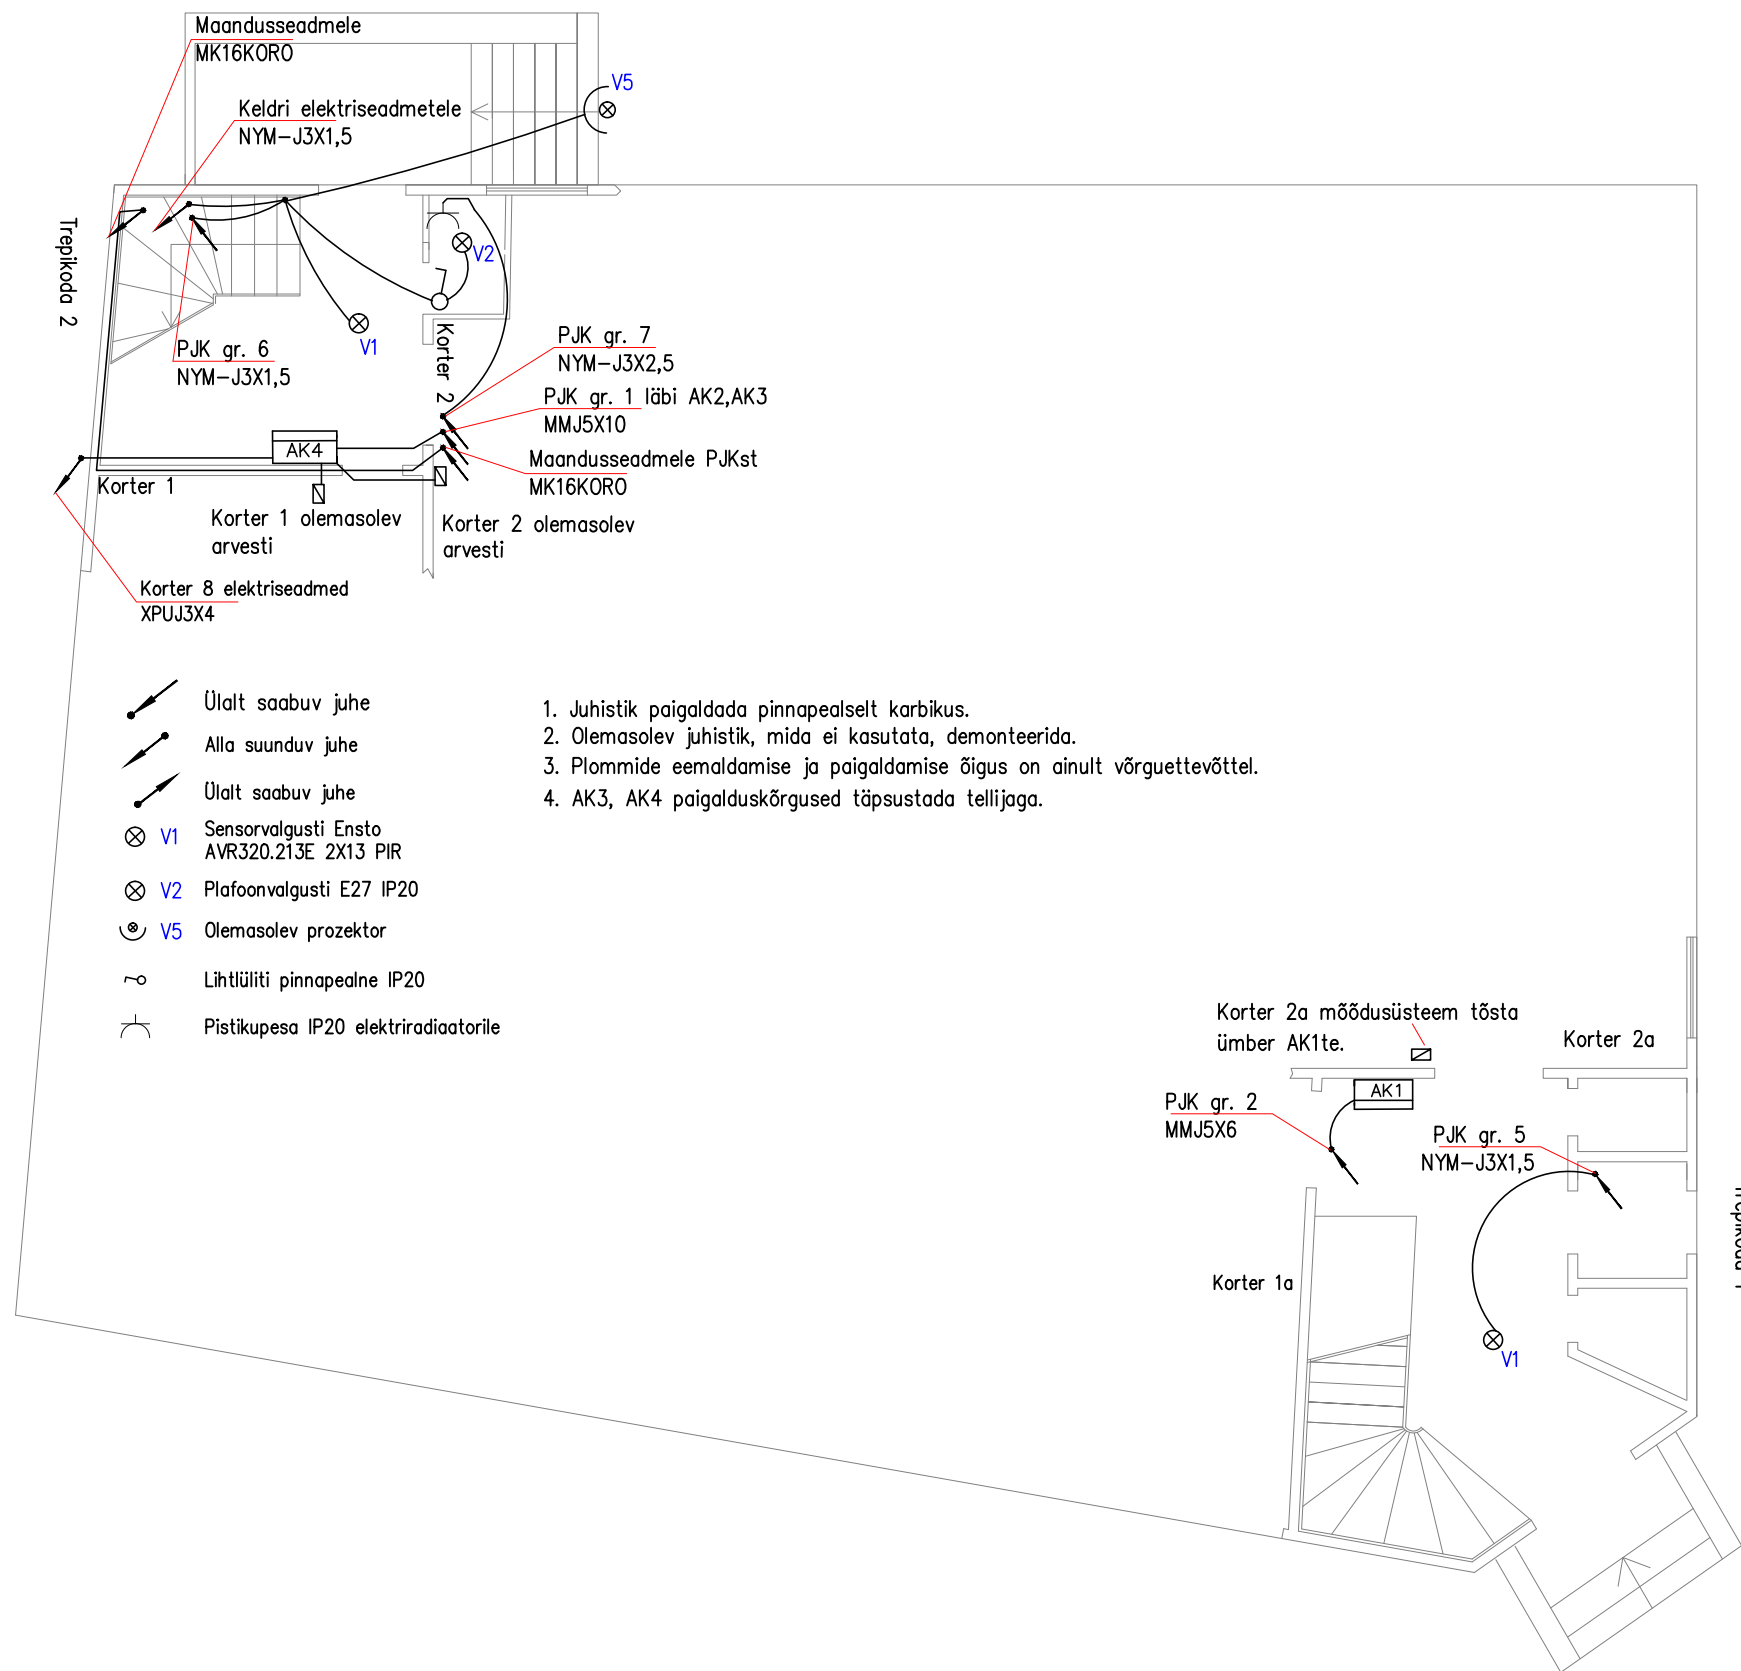 Maandusseadmele
MK16KORO
V5
Keldri elektriseadmetele
NYM-J3X1,5
Trepikoda 2
V2
V1
PJK gr. 6
NYM-J3X1,5
Korter 2
PJK gr. 7
NYM-J3X2,5
PJK gr. 1 läbi AK2,AK3
MMJ5X10
AK4
Maandusseadmele PJKst
MK16KORO
Korter 1
Korter 1 olemasolev
arvesti
Korter 2 olemasolev
arvesti
Korter 8 elektriseadmed
XPUJ3X4
Ülalt saabuv juhe
Alla suunduv juhe
Ülalt saabuv juhe
V1 Sensorvalgusti Ensto
AVR320.213E 2X13 PIR
V2 Plafoonvalgusti E27 IP20
V5 Olemasolev prozektor
Lihtlüliti pinnapealne IP20
Pistikupesa IP20 elektriradiaatorile
1. Juhistik paigaldada pinnapealselt karbikus.
2. Olemasolev juhistik, mida ei kasutata, demonteerida.
3. Plommide eemaldamise ja paigaldamise õigus on ainult võrguettevõttel.
4. AK3, AK4 paigalduskõrgused täpsustada tellijaga.
Korter 2a mõõdusüsteem tõsta
ümber AK1te.
Korter 2a
AK1
PJK gr. 2
MMJ5X6
PJK gr. 5
NYM-J3X1,5
Trepikoda 1
Korter 1a
V1